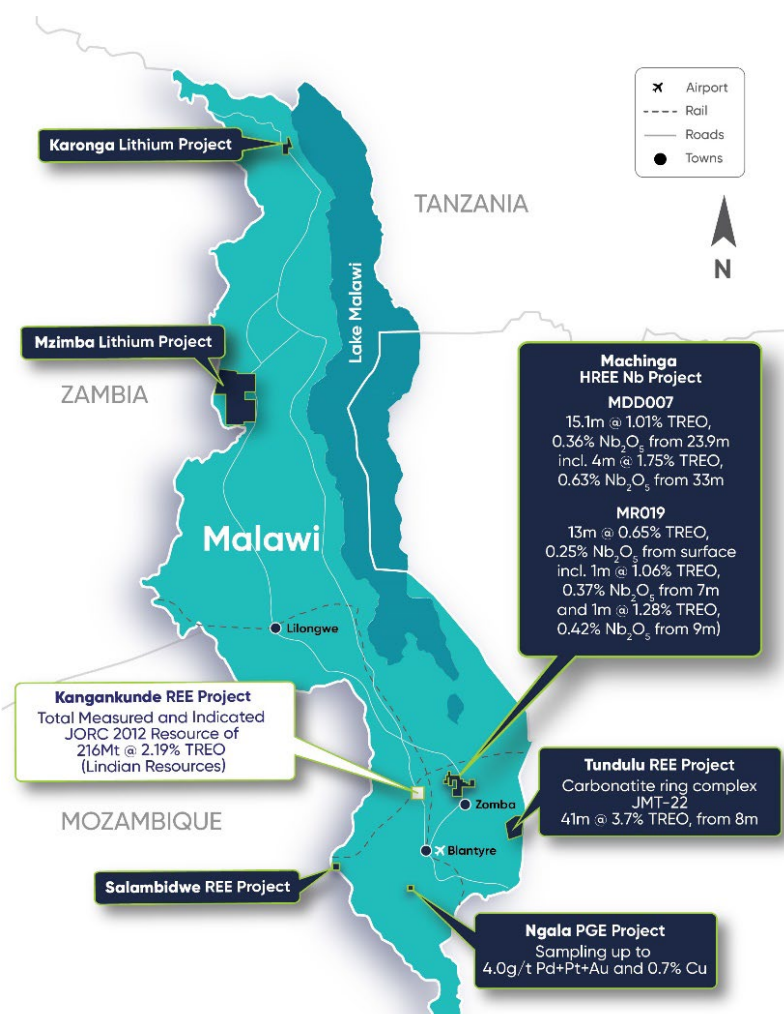 Airport
Rail
Roads
Towns
N
Karonga Lithium Project
TANZANIA
Lake Malawi
Mzimba Lithium Project
ZAMBIA
Machinga
HREE Nb Project
MDD007
15.1m @ 1.01% TREO,
0.36% Nb₂O₅ from 23.9m
incl. 4m @ 1.75% TREO,
0.63% Nb₂O₅ from 33m
MR019
13m @ 0.65% TREO,
0.25% Nb₂O₅ from surface
incl. 1m @ 1.06% TREO,
0.37% Nb₂O₅ from 7m
and 1m @ 1.28% TREO,
0.42% Nb₂O₅ from 9m)
Malawi
Lilongwe
Kangankunde REE Project
Total Measured and Indicated
JORC 2012 Resource of
216Mt @ 2.19% TREO
(Lindian Resources)
Tundulu REE Project
Carbonatite ring complex
JMT-22
41m @ 3.7% TREO, from 8m
Zomba
MOZAMBIQUE
Blantyre
Salambidwe REE Project
Ngala PGE Project
Sampling up to
4.0g/t Pd+Pt+Au and 0.7% Cu